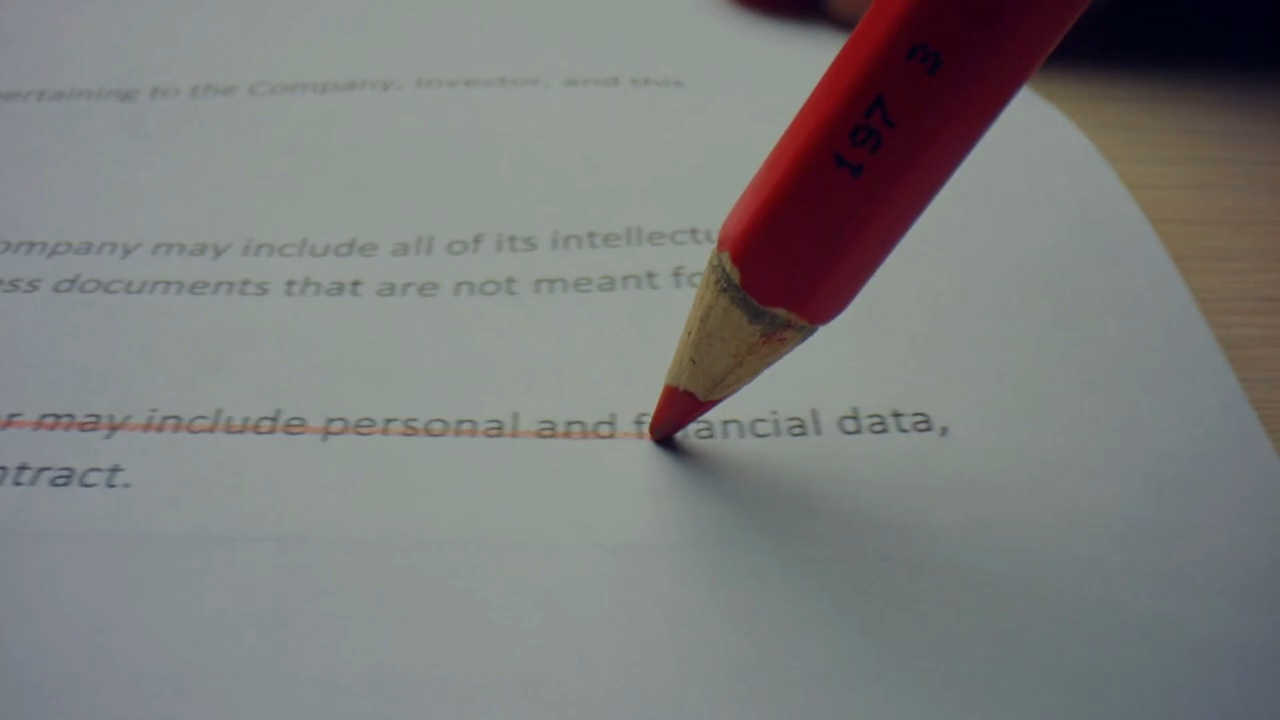 pertaining to the Company. Investor, and this
ompany may include all of its intellectu
ess documents that are not meant fo
r may include personal and f ancial data,
ntract.
197 3